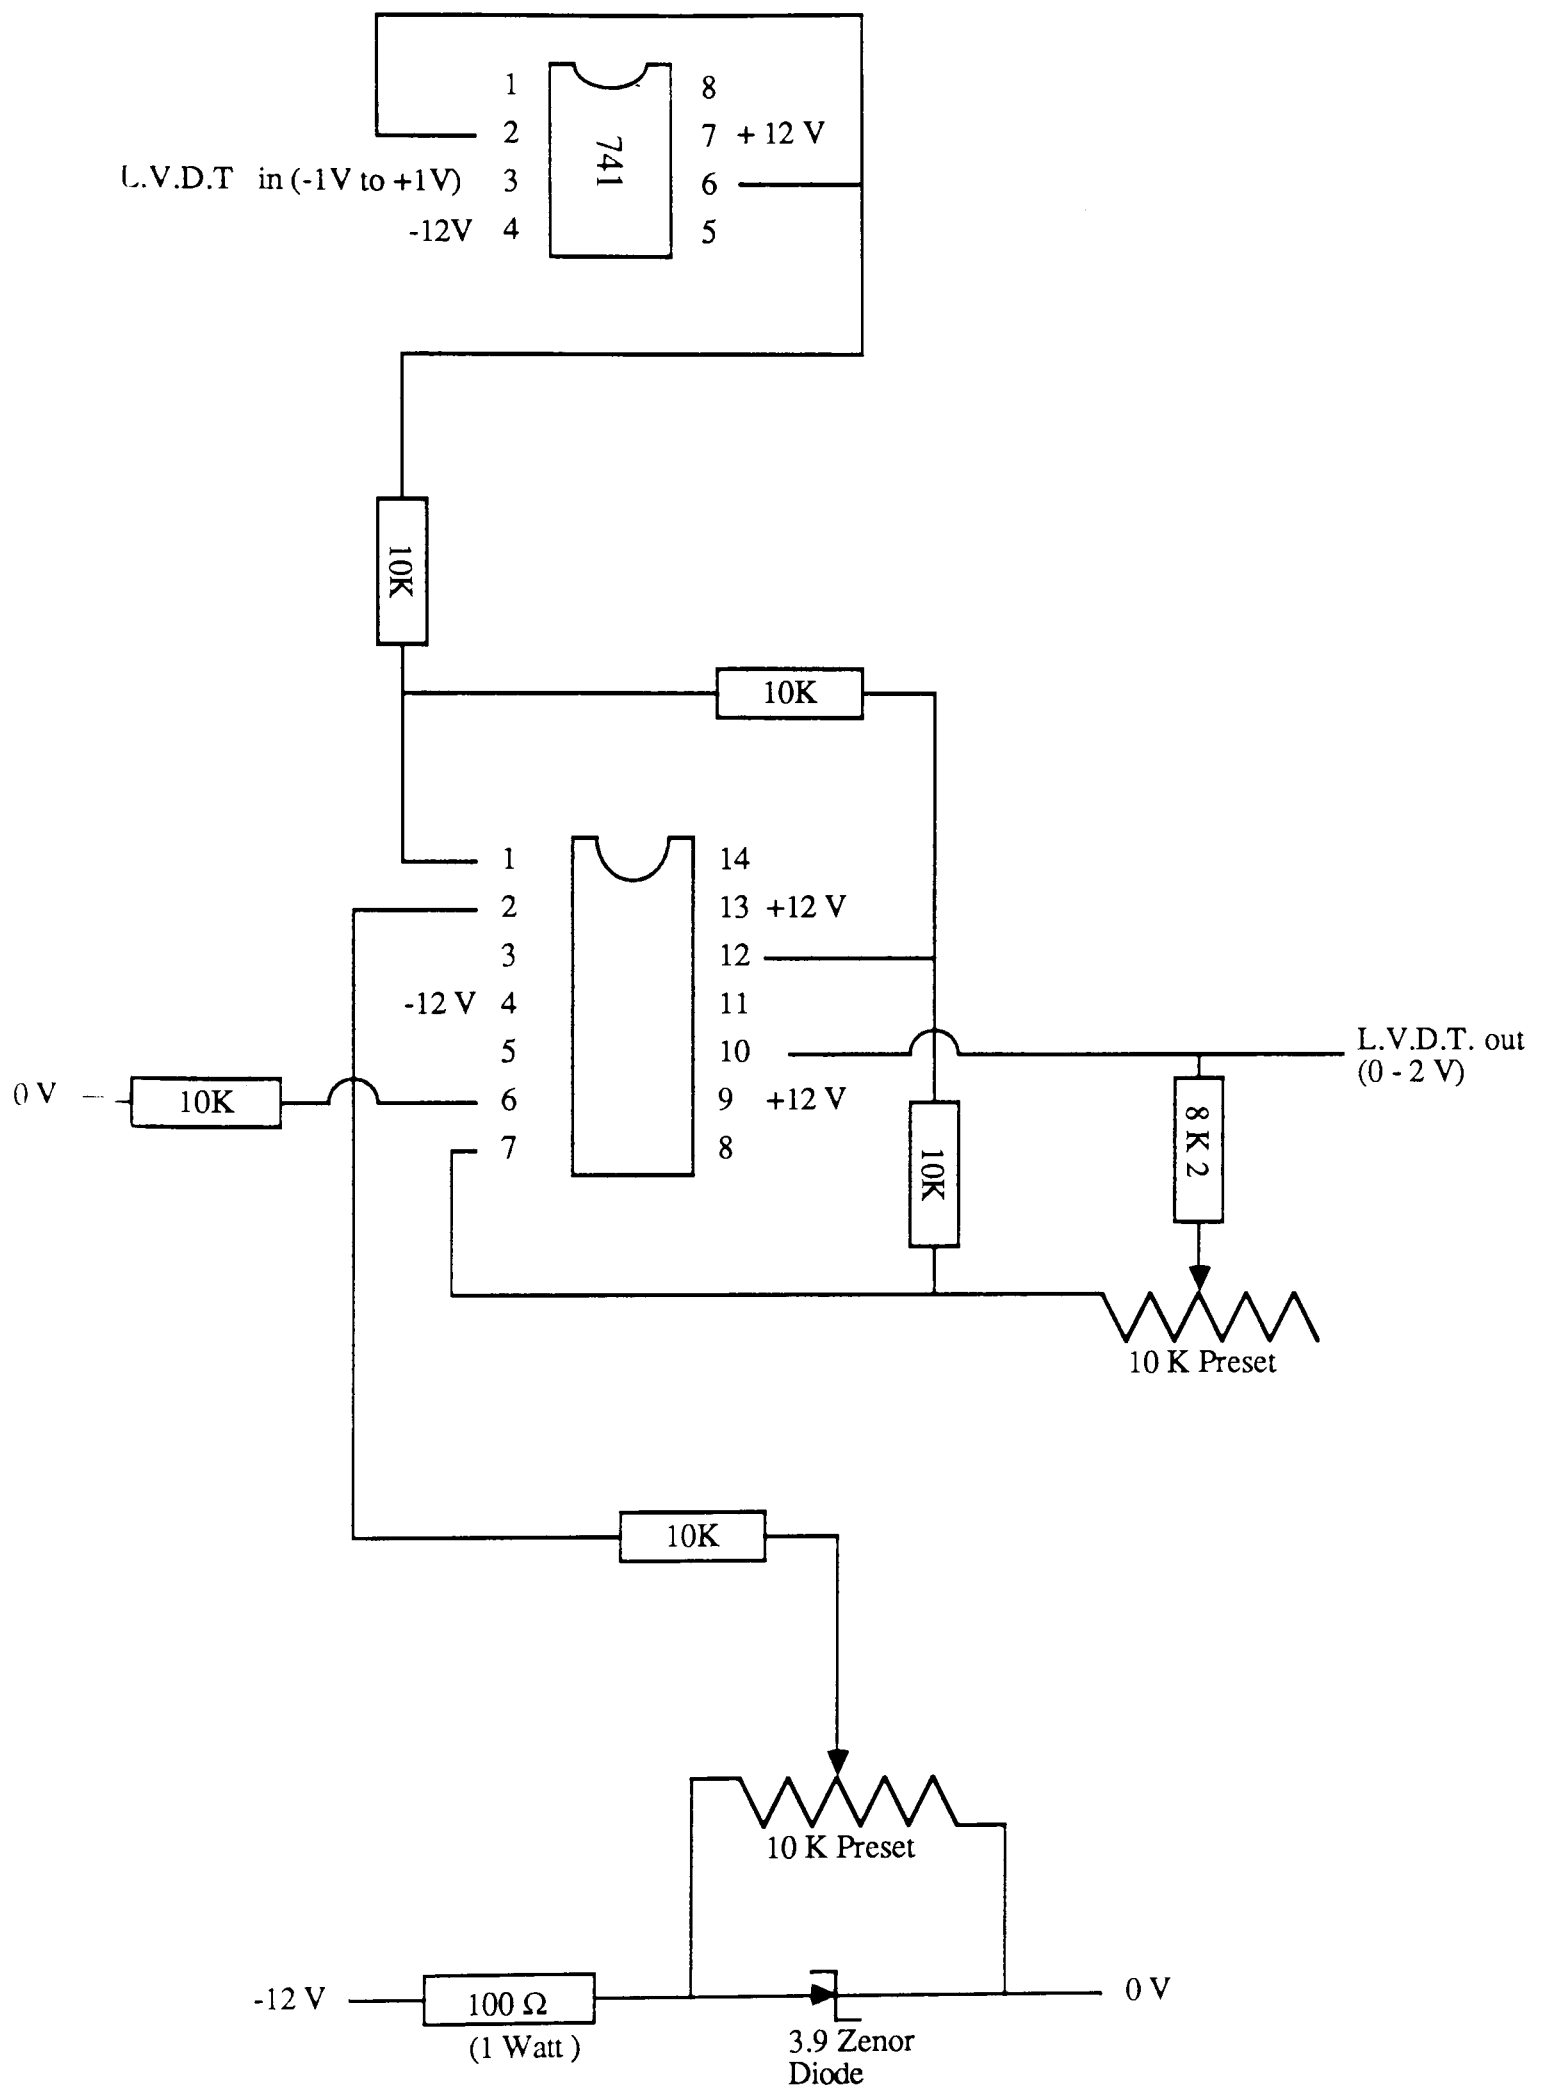 1 8
2 7 + 12 V
L.V.D.T in (-1V to +1V) 3 6
-12V 4 5
741
10K
10K
1 14
2 13 +12 V
3 12
-12 V 4 11
5 10
L.V.D.T. out
(0 - 2 V)
0 V 10K 6 9 +12 V
7 8
10K
8 K 2
10 K Preset
10K
10 K Preset
-12 V 100 Ω 0 V
(1 Watt )
3.9 Zenor
Diode